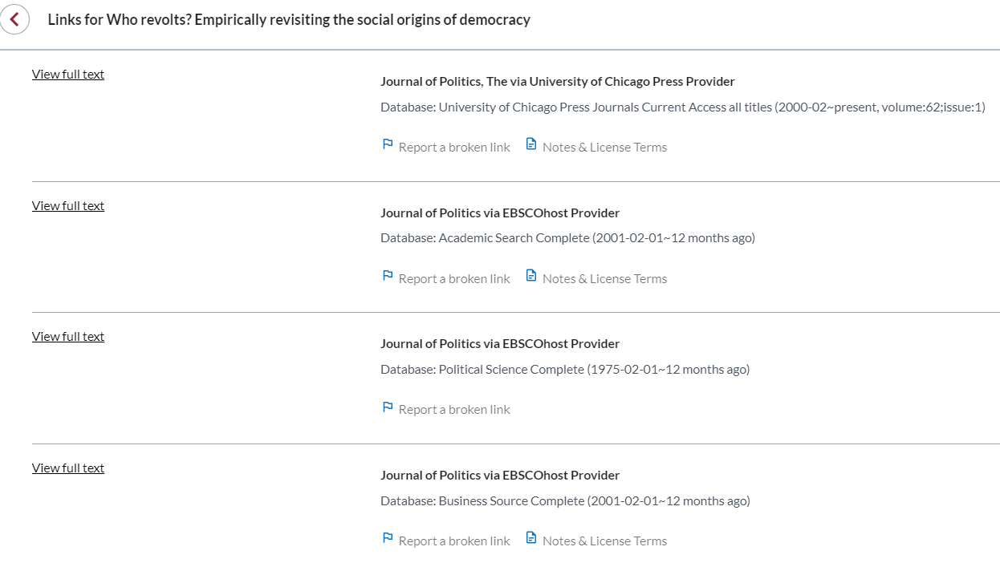 Links for Who revolts? Empirically revisiting the social origins of democracy
View full text
Journal of Politics, The via University of Chicago Press Provider
Database: University of Chicago Press Journals Current Access all titles (2000-02~present, volume:62;issue:1)
Report a broken link Notes & License Terms
View full text
Journal of Politics via EBSCOhost Provider
Database: Academic Search Complete (2001-02-01~12 months ago)
Report a broken link Notes & License Terms
View full text
Journal of Politics via EBSCOhost Provider
Database: Political Science Complete (1975-02-01~12 months ago)
Report a broken link
View full text
Journal of Politics via EBSCOhost Provider
Database: Business Source Complete (2001-02-01~12 months ago)
Report a broken link Notes & License Terms